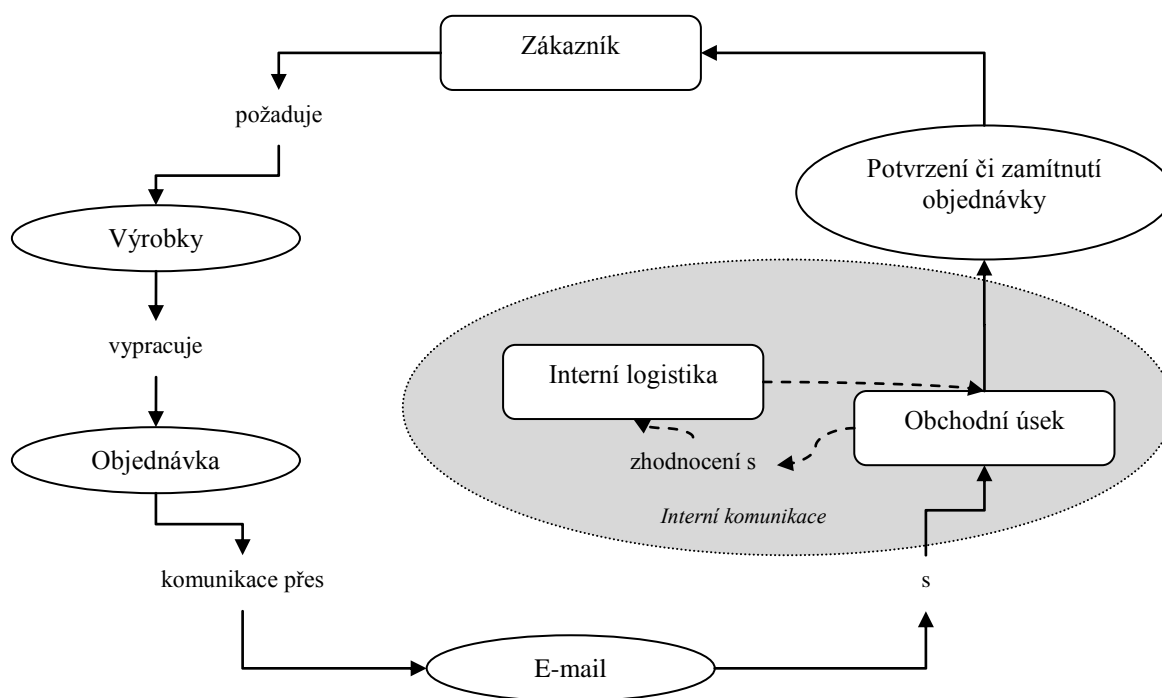 Zákazník
požaduje
Potvrzení či zamítnutí
objednávky
Výrobky
vypracuje
Interní logistika
Obchodní úsek
Objednávka
zhodnocení s
Interní komunikace
komunikace přes
s
E-mail